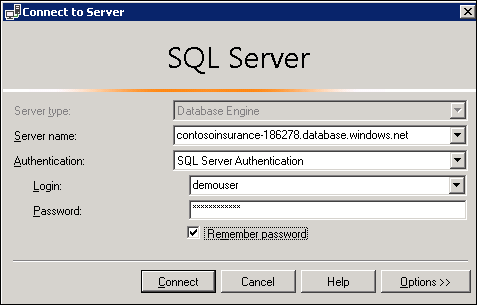 Connect to Server
SQL Server
Server type: Database Engine
Server name: contosoinsurance-186278.database.windows.net
Authentication: SQL Server Authentication
Login: demouser
Password: ************
Remember password
Connect Cancel Help Options >>